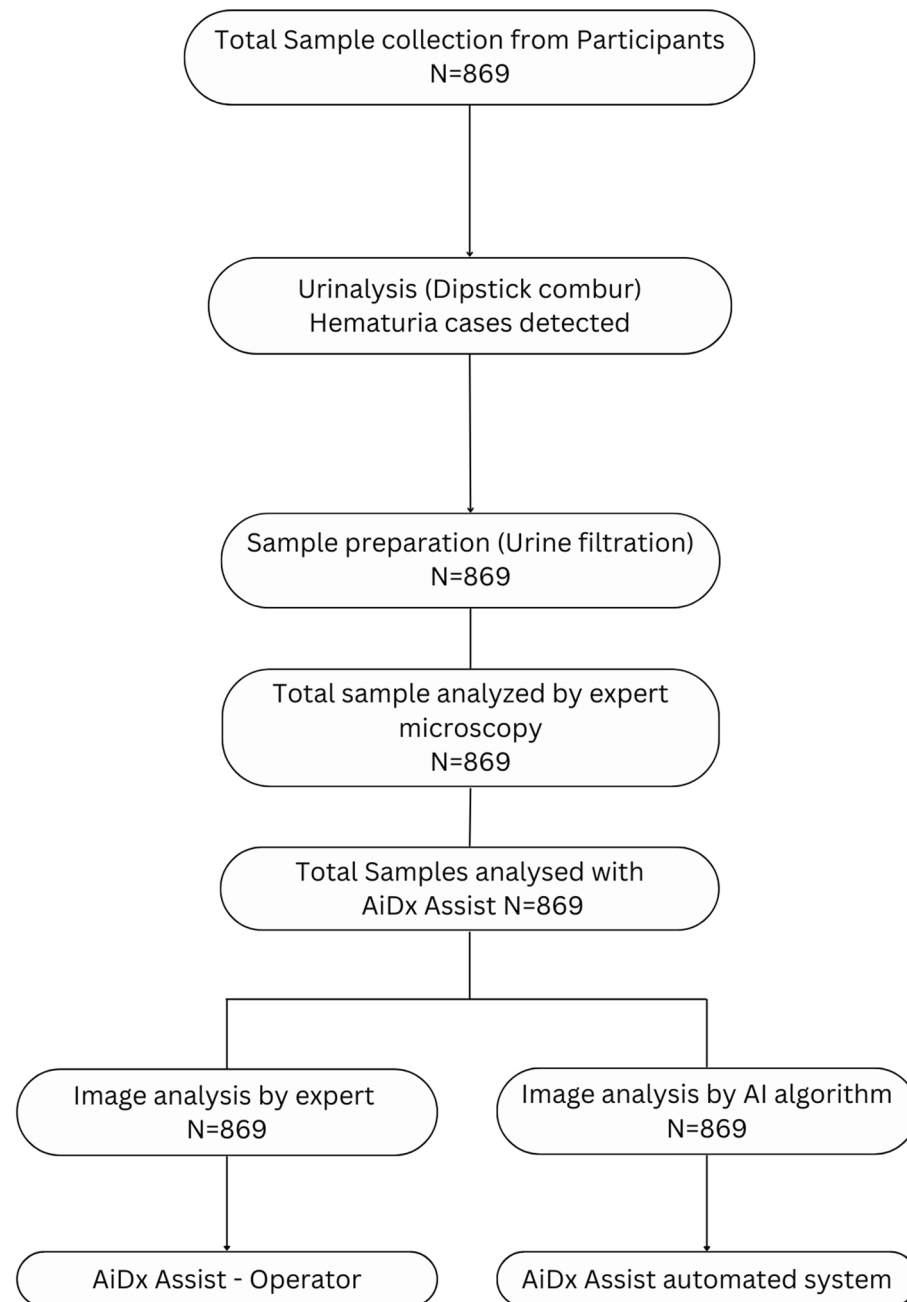 Total Sample collection from Participants
N=869
Urinalysis (Dipstick combur)
Hematuria cases detected
Sample preparation (Urine filtration)
N=869
Total sample analyzed by expert
microscopy
N=869
Total Samples analysed with
AiDx Assist N=869
Image analysis by expert
N=869
Image analysis by AI algorithm
N=869
AiDx Assist - Operator
AiDx Assist automated system